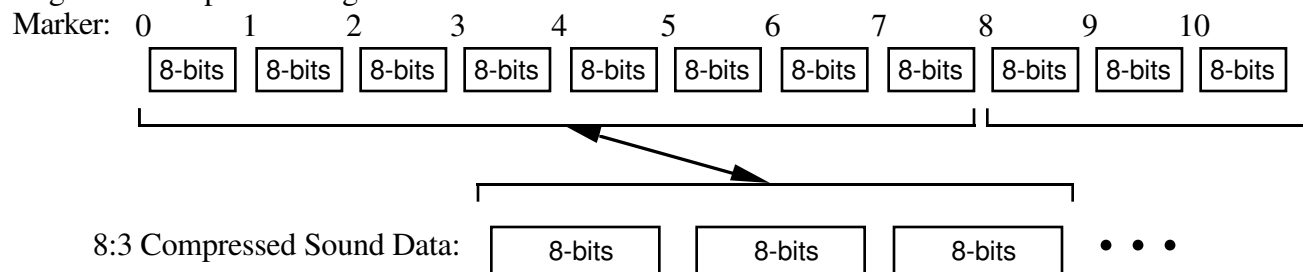 Marker: 0 1 2 3 4 5 6 7 8 9 10
8-bits 8-bits 8-bits 8-bits 8-bits 8-bits 8-bits 8-bits 8-bits 8-bits 8-bits
8:3 Compressed Sound Data: 8-bits 8-bits 8-bits • • •